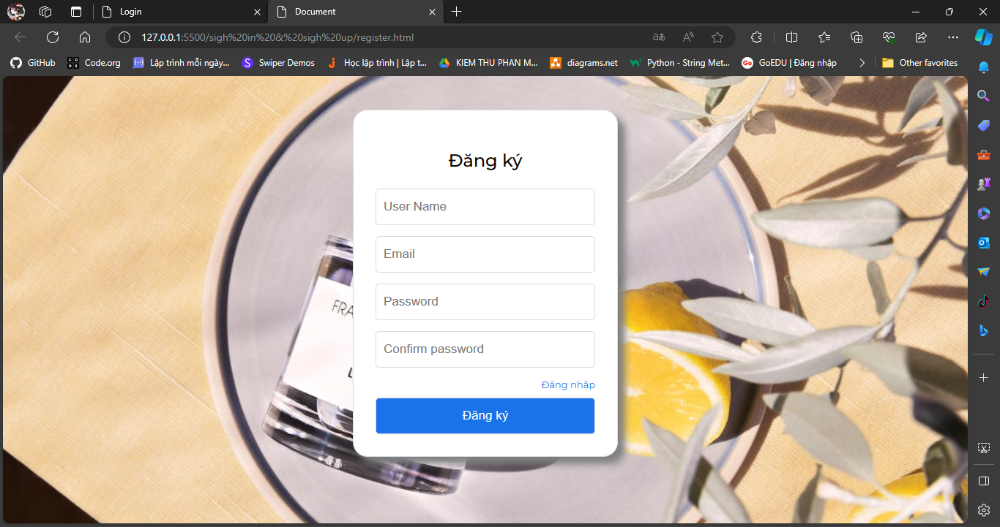 Login
Document
127.0.0.1:5500/sigh%20in%20&%20sigh%20up/register.html
GitHub
Code.org
Lập trình mỗi ngày...
Swiper Demos
Học lập trình | Lập t...
KIEM THU PHAN M...
diagrams.net
Python - String Met...
GoEDU | Đăng nhập
Other favorites
Đăng ký
User Name
Email
Password
Confirm password
Đăng nhập
Đăng ký
FRA
L